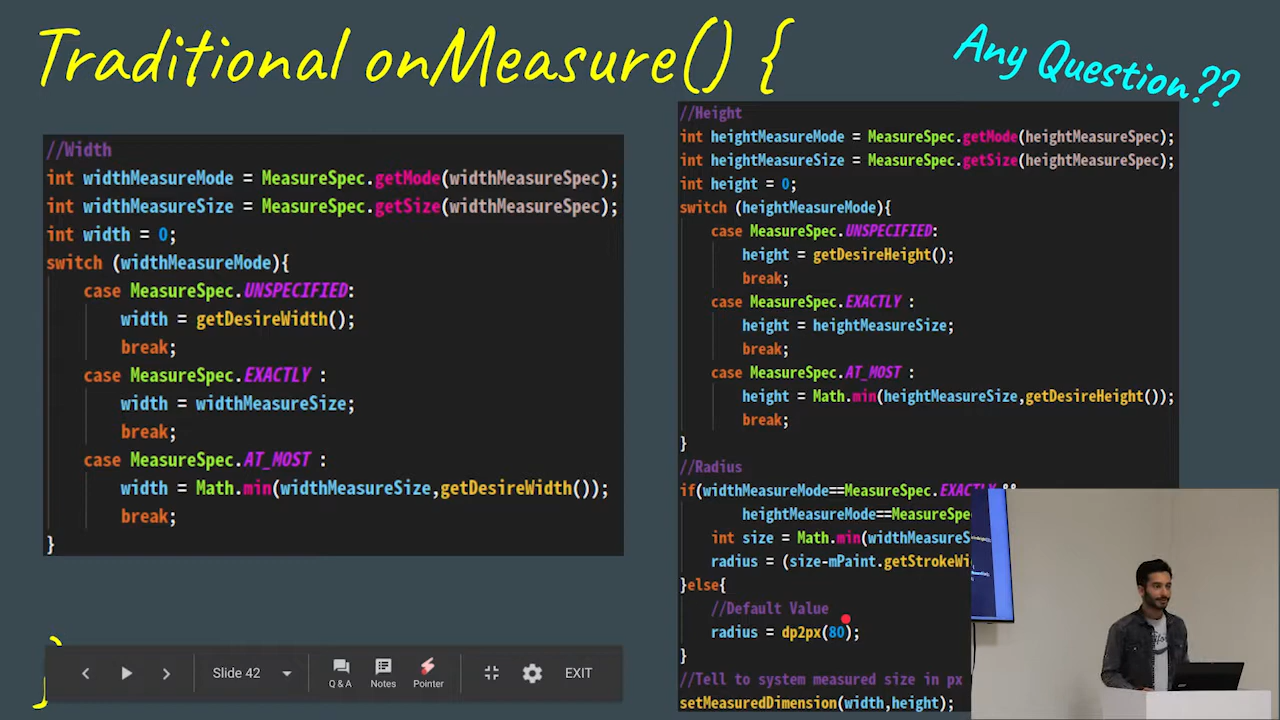 Traditional onMeasure() {
Any Question??
//Width
int widthMeasureMode = MeasureSpec.getMode(widthMeasureSpec);
int widthMeasureSize = MeasureSpec.getSize(widthMeasureSpec);
int width = 0;
switch (widthMeasureMode){
case MeasureSpec.UNSPECIFIED:
width = getDesireWidth();
break;
case MeasureSpec.EXACTLY :
width = widthMeasureSize;
break;
case MeasureSpec.AT_MOST :
width = Math.min(widthMeasureSize,getDesireWidth());
break;
}
//Height
int heightMeasureMode = MeasureSpec.getMode(heightMeasureSpec);
int heightMeasureSize = MeasureSpec.getSize(heightMeasureSpec);
int height = 0;
switch (heightMeasureMode){
case MeasureSpec.UNSPECIFIED:
height = getDesireHeight();
break;
case MeasureSpec.EXACTLY :
height = heightMeasureSize;
break;
case MeasureSpec.AT_MOST :
height = Math.min(heightMeasureSize,getDesireHeight());
break;
}
//Radius
if(widthMeasureMode==MeasureSpec.EXACTLY &&
heightMeasureMode==MeasureSpe
int size = Math.min(widthMeasureS
radius = (size-mPaint.getStrokeWi
}else{
//Default Value
radius = dp2px(80);
}
//Tell to system measured size in px
setMeasuredDimension(width,height);
}
Slide 42
Q & A
Notes
Pointer
EXIT